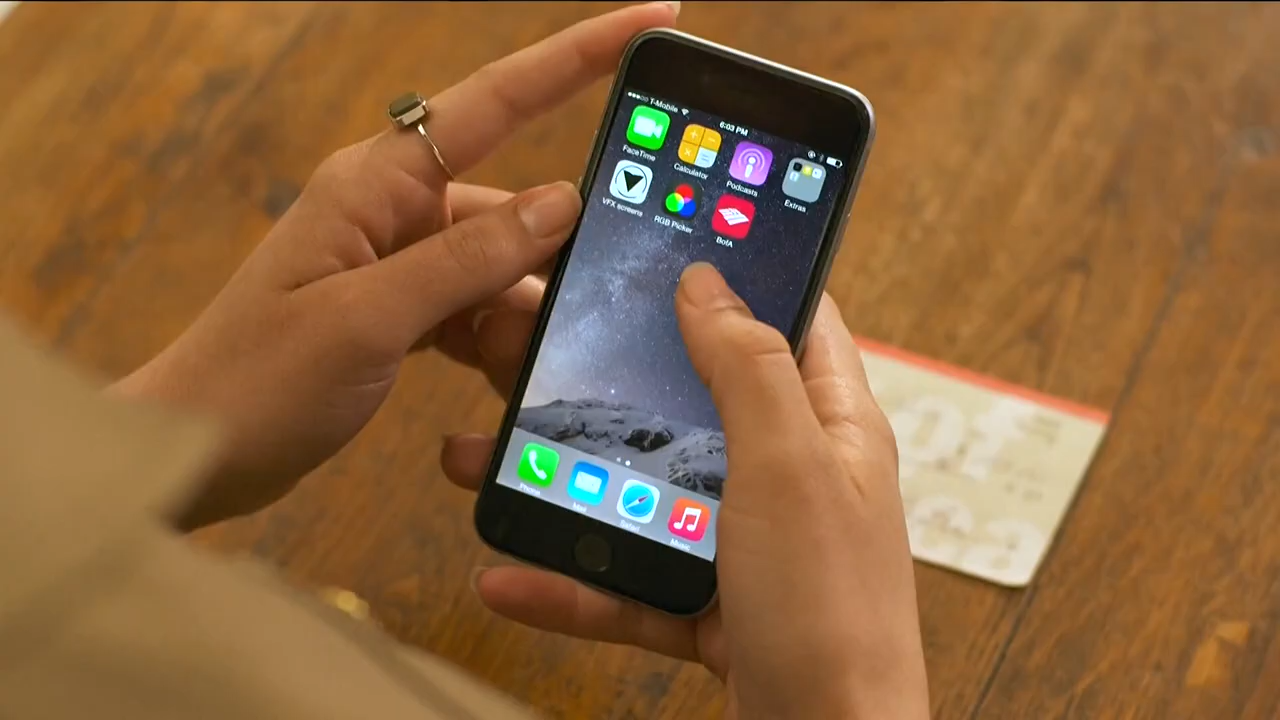 T-Mobile 6:03 PM
FaceTime Calculator Podcasts Extras
VFX screens RGB Picker BofA
Phone Mail Safari Music